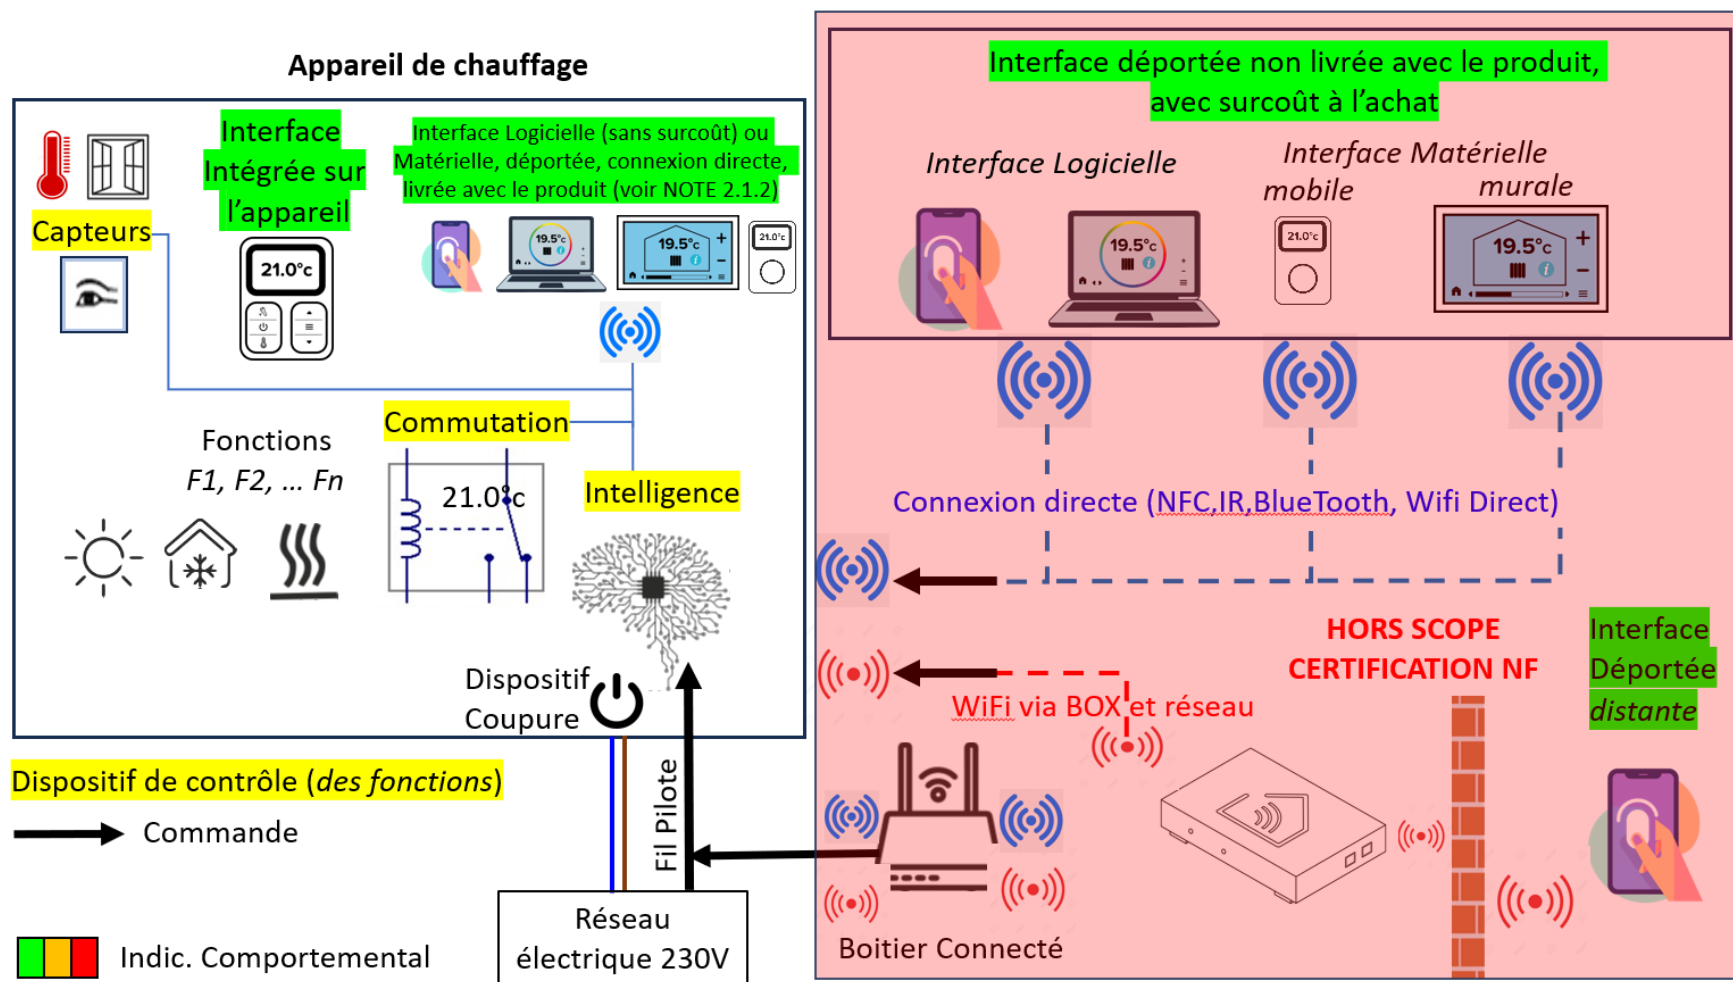 Appareil de chauffage
Interface
Intégrée sur
l'appareil
Interface Logicielle (sans surcoût) ou
Matérielle, déportée, connexion directe,
livrée avec le produit (voir NOTE 2.1.2)
Capteurs
21.0°c
19.5°c
19.5°c
21.0°c
Commutation
21.0°c
Fonctions
F1, F2, ... Fn
Intelligence
Dispositif
Coupure
Fil Pilote
Dispositif de contrôle (des fonctions)
Commande
Indic. Comportemental
Réseau
électrique 230V
Interface déportée non livrée avec le produit,
avec surcoût à l'achat
Interface Logicielle
Interface Matérielle
mobile
murale
19.5°c
21.0°c
19.5°c
Connexion directe (NFC,IR,BlueTooth, Wifi Direct)
HORS SCOPE
CERTIFICATION NF
Interface
Déportée
distante
WiFi via BOX et réseau
Boitier Connecté